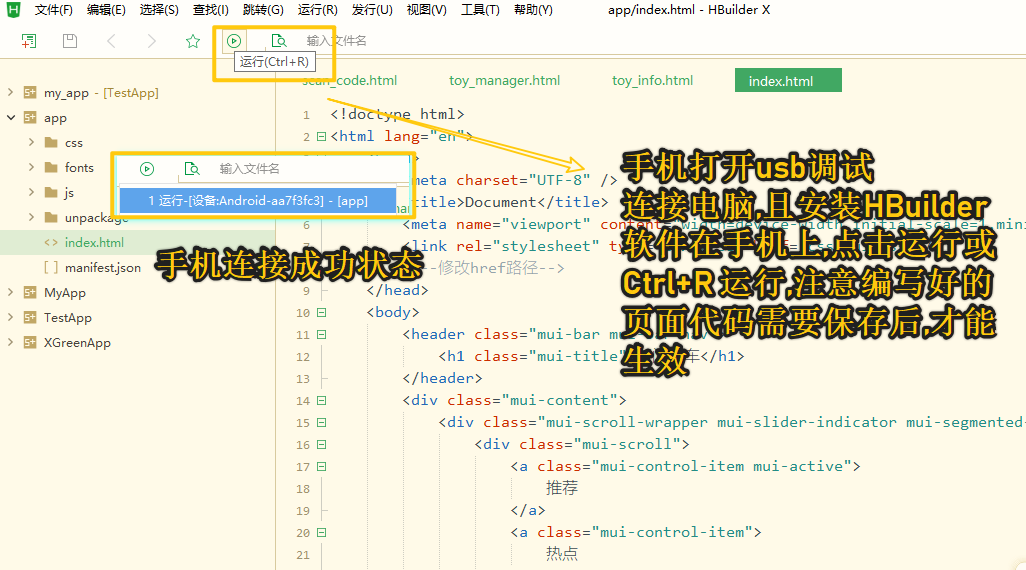 文件(F) 编辑(E) 选择(S) 查找(I) 跳转(G) 运行(R) 发行(U) 视图(V) 工具(T) 帮助(Y) app/index.html - HBuilder X
输入文件名
运行(Ctrl+R)
scan_code.html toy_manager.html toy_info.html index.html
my_app - [TestApp]
app
css
fonts
js
unpackage
index.html
manifest.json
MyApp
TestApp
XGreenApp
输入文件名
1 运行-[设备:Android-aa7f3fc3] - [app]
手机连接成功状态
1 <!doctype html>
2 <html lang="en">
meta charset="UTF-8" />
title>Document</title>
6 <meta name="viewport"
<link rel="stylesheet"
修改href路径-->
9 </head>
10 <body>
11 <header class="mui-bar
12 <h1 class="mui-title" 车</h1>
13 </header>
14 <div class="mui-content">
15 <div class="mui-scroll-wrapper mui-slider-indicator mui-segmented-
16 <div class="mui-scroll">
17 <a class="mui-control-item mui-active">
18 推荐
19 </a>
20 <a class="mui-control-item">
21 热点
手机打开usb调试
连接电脑,且安装HBuilder
软件在手机上,点击运行或
Ctrl+R 运行,注意编写好的
页面代码需要保存后,才能
生效